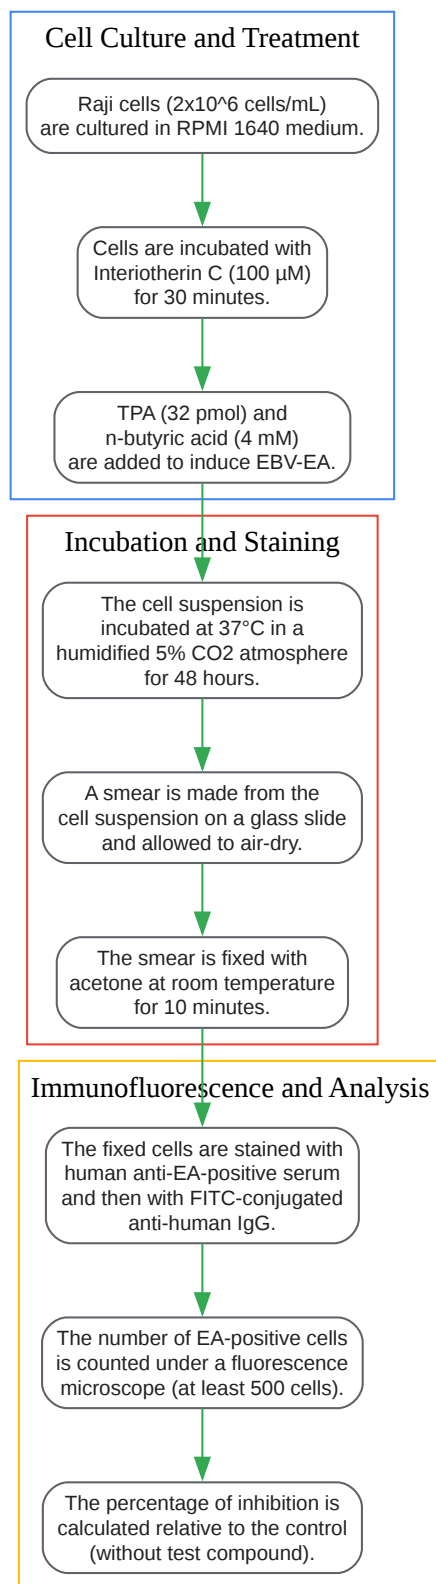 Cell Culture and Treatment
Raji cells (2x10^6 cells/mL)
are cultured in RPMI 1640 medium.
Cells are incubated with
Interiotherin C (100 µM)
for 30 minutes.
TPA (32 pmol) and
n-butyric acid (4 mM)
are added to induce EBV-EA.
Incubation and Staining
The cell suspension is
incubated at 37°C in a
humidified 5% CO2 atmosphere
for 48 hours.
A smear is made from the
cell suspension on a glass slide
and allowed to air-dry.
The smear is fixed with
acetone at room temperature
for 10 minutes.
Immunofluorescence and Analysis
The fixed cells are stained with
human anti-EA-positive serum
and then with FITC-conjugated
anti-human IgG.
The number of EA-positive cells
is counted under a fluorescence
microscope (at least 500 cells).
The percentage of inhibition is
calculated relative to the control
(without test compound).